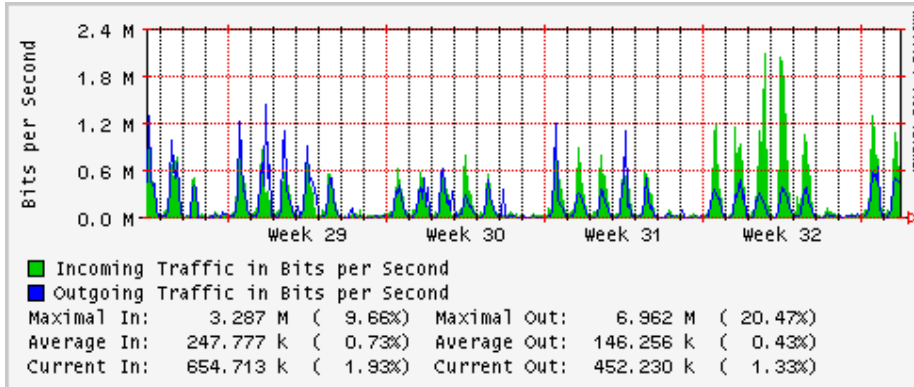 2.4 M
1.8 M
1.2 M
0.6 M
0.0 M
Bits per Second
Week 29 Week 30 Week 31 Week 32
Incoming Traffic in Bits per Second
Outgoing Traffic in Bits per Second
Maximal In: 3.287 M ( 9.66%) Maximal Out: 6.962 M ( 20.47%)
Average In: 247.777 k ( 0.73%) Average Out: 146.256 k ( 0.43%)
Current In: 654.713 k ( 1.93%) Current Out: 452.230 k ( 1.33%)